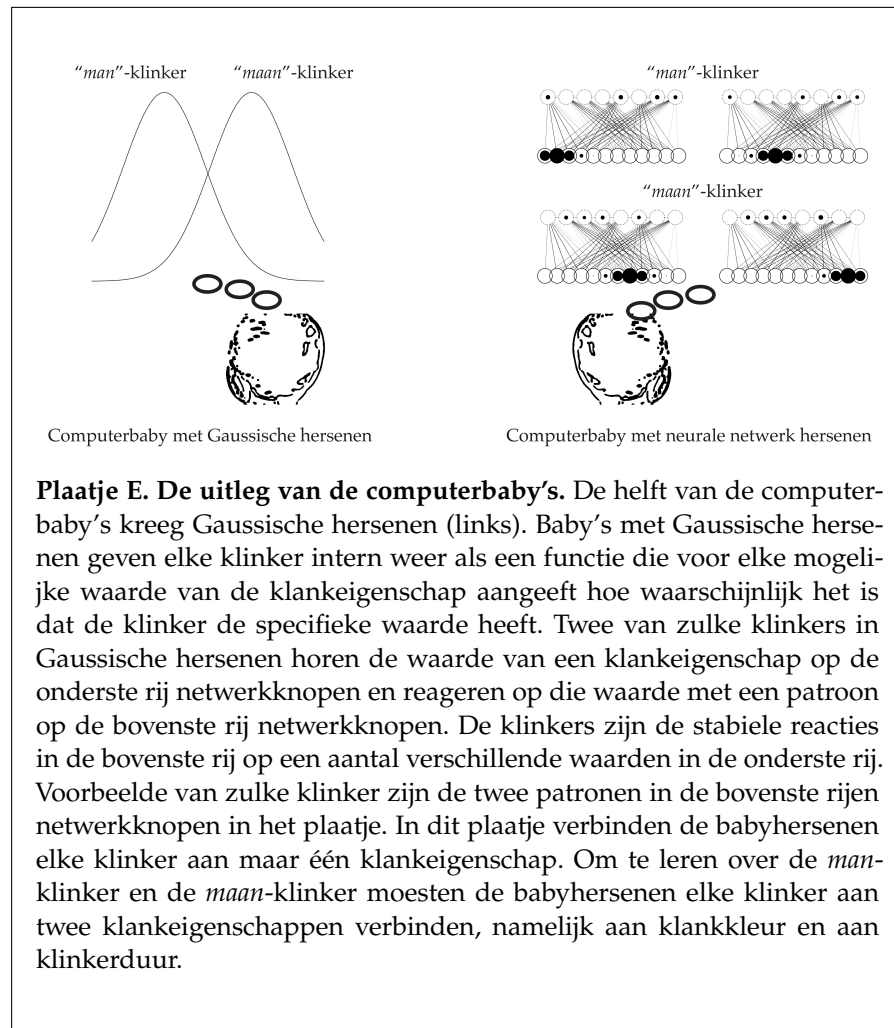 “man”-klinker “maan”-klinker
“man”-klinker
“maan”-klinker
Computerbaby met Gaussische hersenen
Computerbaby met neurale netwerk hersenen
Plaatje E. De uitleg van de computerbaby's. De helft van de computer-
baby's kreeg Gaussische hersenen (links). Baby's met Gaussische herse-
nen geven elke klinker intern weer als een functie die voor elke mogeli-
jke waarde van de klankeigenschap aangeeft hoe waarschijnlijk het is
dat de klinker de specifieke waarde heeft. Twee van zulke klinkers in
Gaussische hersenen horen de waarde van een klankeigenschap op de
onderste rij netwerkknopen en reageren op die waarde met een patroon
op de bovenste rij netwerkknopen. De klinkers zijn de stabiele reacties
in de bovenste rij op een aantal verschillende waarden in de onderste rij.
Voorbeelde van zulke klinker zijn de twee patronen in de bovenste rijen
netwerkknopen in het plaatje. In dit plaatje verbinden de babyhersenen
elke klinker aan maar één klankeigenschap. Om te leren over de man-
klinker en de maan-klinker moesten de babyhersenen elke klinker aan
twee klankeigenschappen verbinden, namelijk aan klankkleur en aan
klinkerduur.